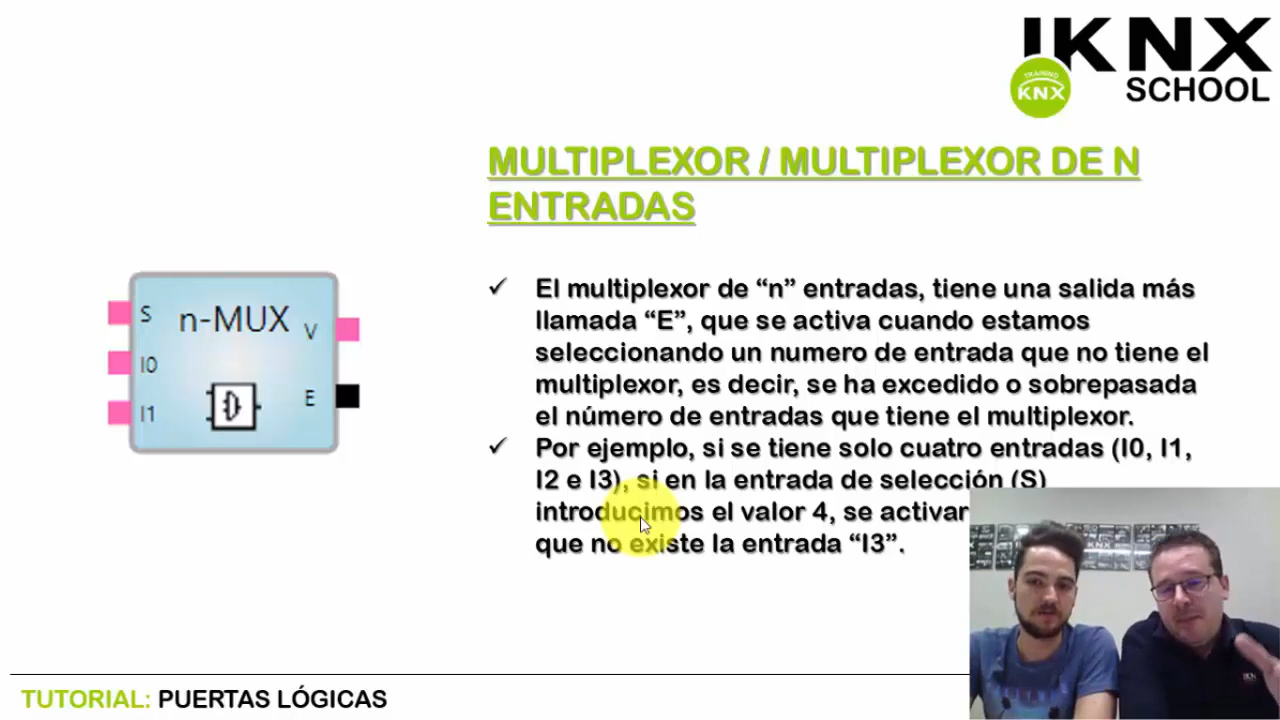 KNX
SCHOOL
TRAINING
KNX
MULTIPLEXOR / MULTIPLEXOR DE N
ENTRADAS
S
I0
I1
n-MUX
V
E
✓ El multiplexor de “n” entradas, tiene una salida más
llamada “E”, que se activa cuando estamos
seleccionando un numero de entrada que no tiene el
multiplexor, es decir, se ha excedido o sobrepasada
el número de entradas que tiene el multiplexor.
✓ Por ejemplo, si se tiene solo cuatro entradas (I0, I1,
I2 e I3), si en la entrada de selección (S)
introducimos el valor 4, se activar
que no existe la entrada “I3”.
TUTORIAL: PUERTAS LÓGICAS